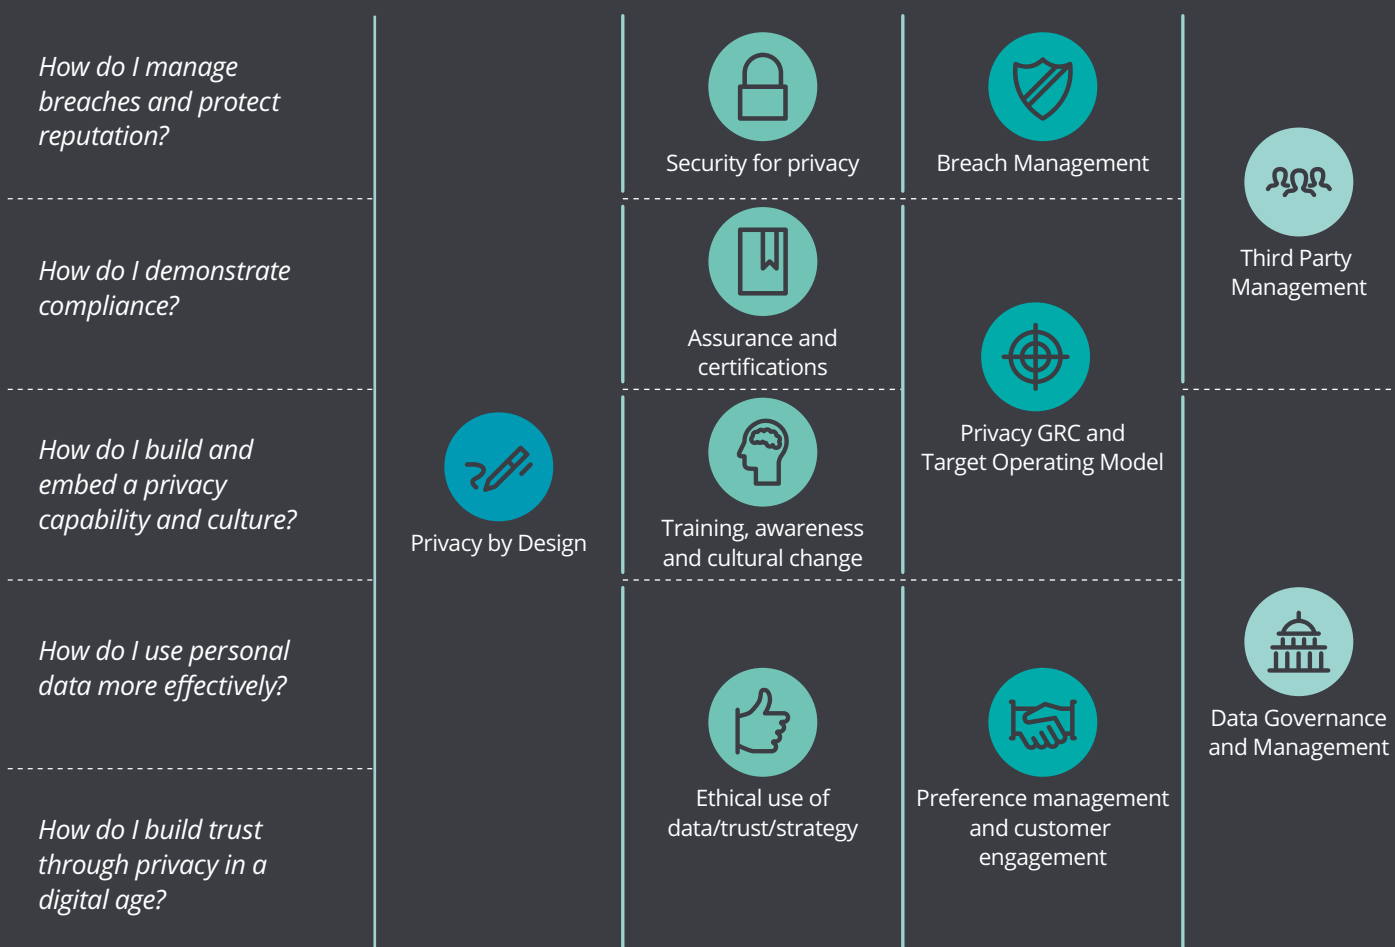 How do I manage
breaches and protect
reputation?
Security for privacy
Breach Management
Third Party
Management
How do I demonstrate
compliance?
Assurance and
certifications
Privacy GRC and
Target Operating Model
How do I build and
embed a privacy
capability and culture?
Privacy by Design
Training, awareness
and cultural change
How do I use personal
data more effectively?
Data Governance
and Management
Ethical use of
data/trust/strategy
Preference management
and customer
engagement
How do I build trust
through privacy in a
digital age?